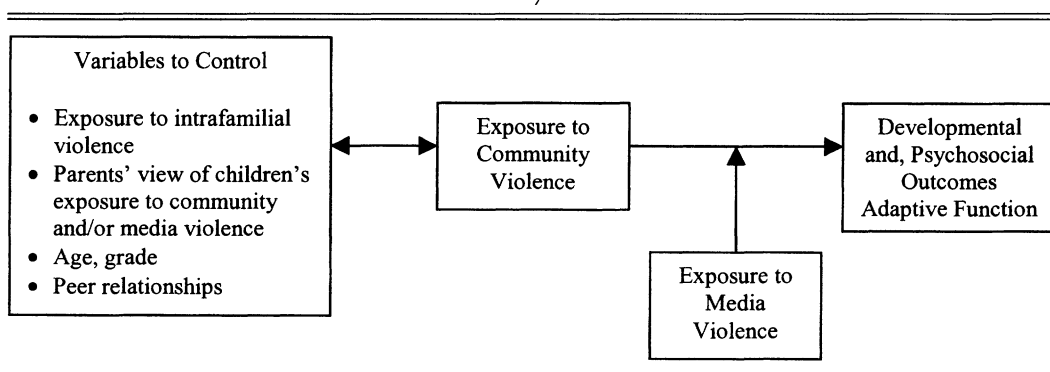 Variables to Control
• Exposure to intrafamilial
violence
• Parents' view of children's
exposure to community
and/or media violence
• Age, grade
• Peer relationships
Exposure to
Community
Violence
Developmental
and, Psychosocial
Outcomes
Adaptive Function
Exposure to
Media
Violence